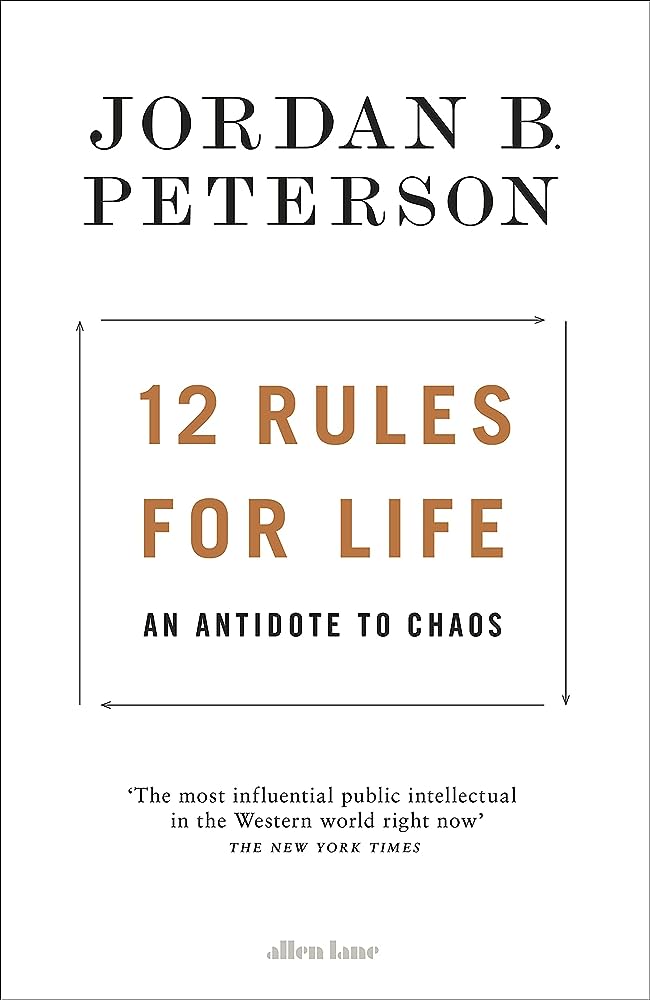 JORDAN B.
PETERSON
12 RULES
FOR LIFE
AN ANTIDOTE TO CHAOS
‘The most influential public intellectual
in the Western world right now’
THE NEW YORK TIMES
allen lane